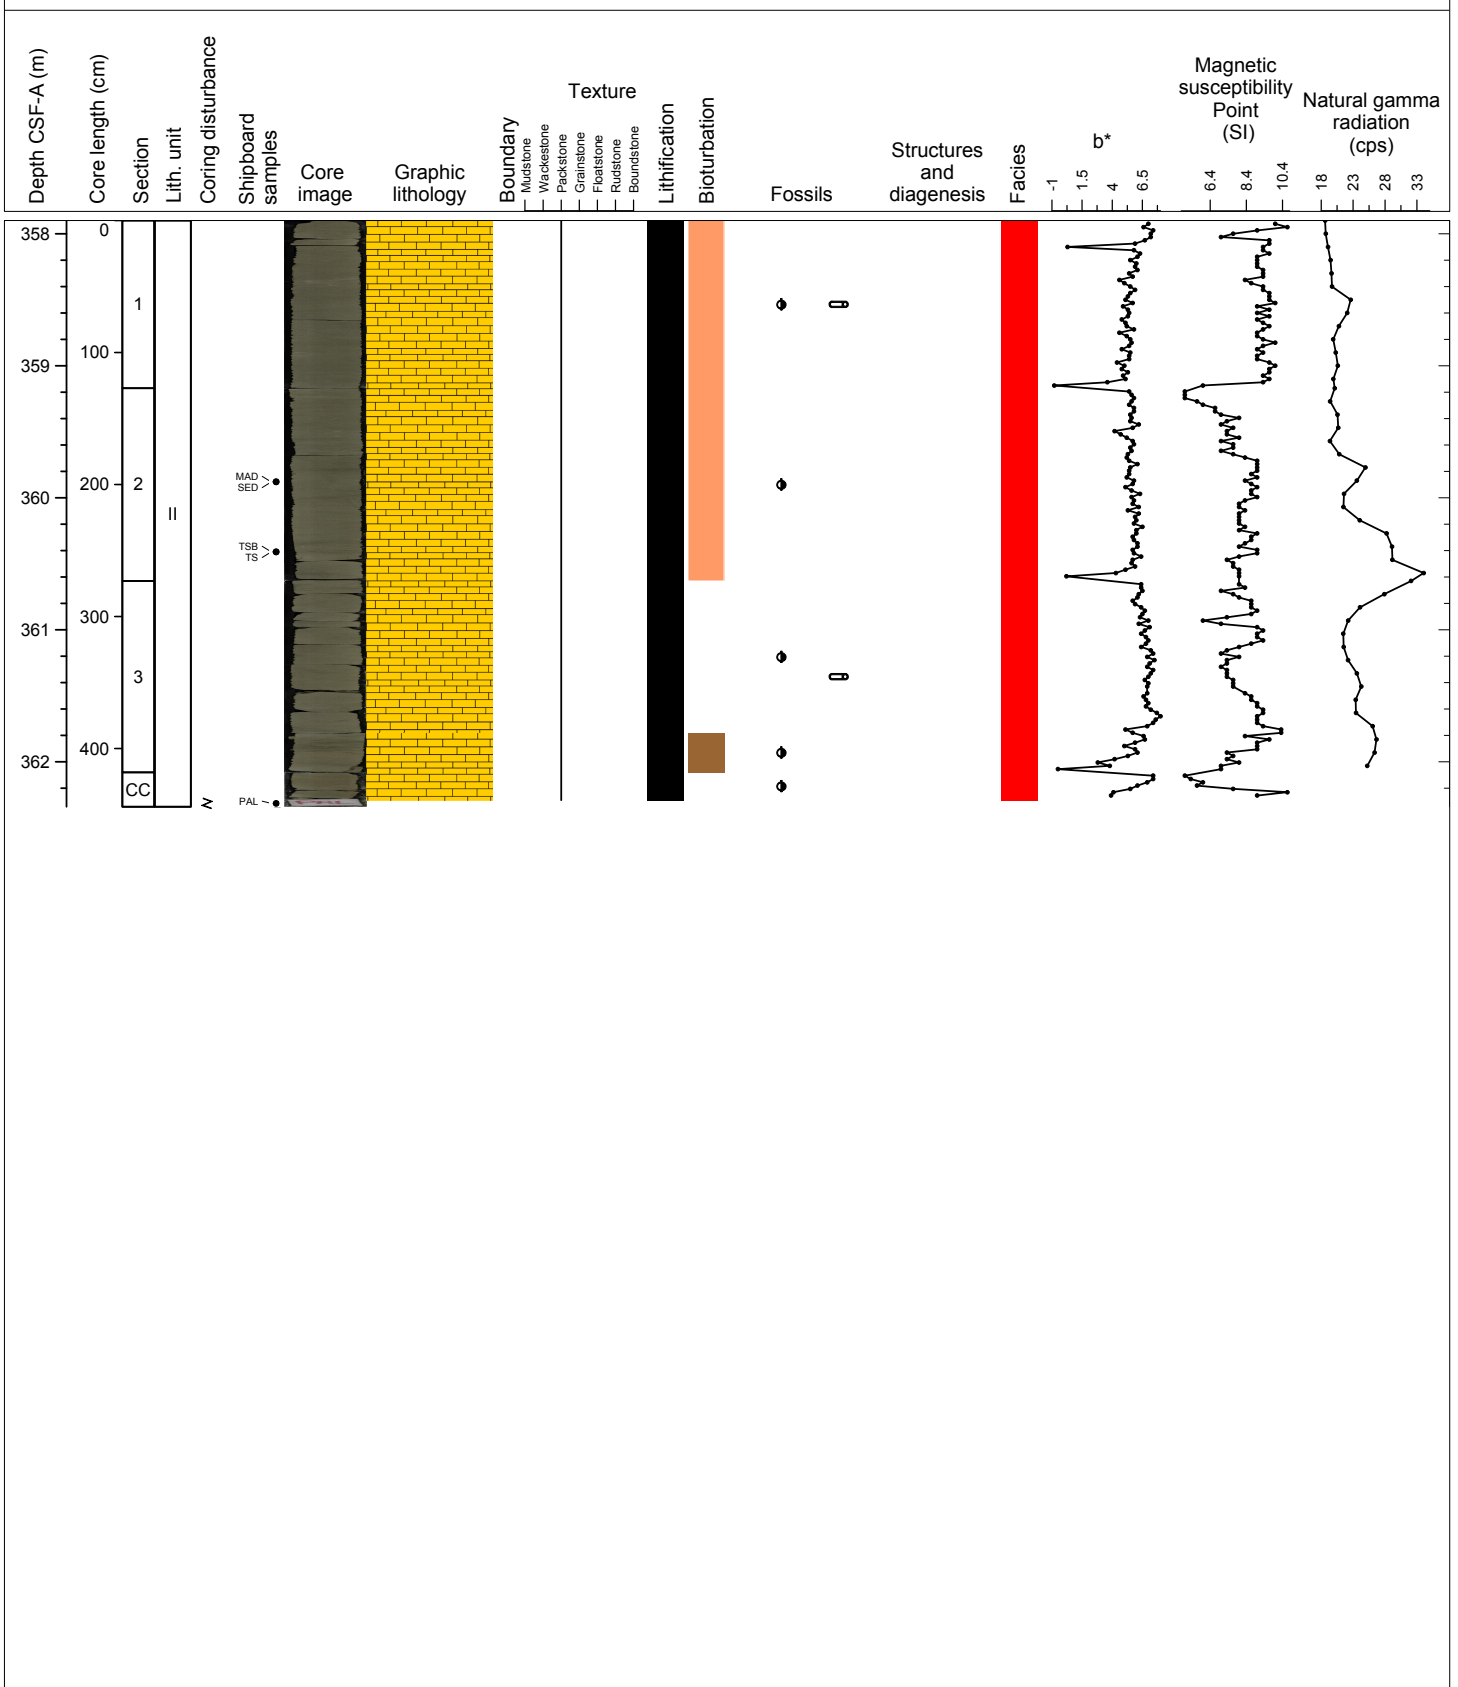 Depth CSF-A (m)
Core length (cm)
Section
Lith. unit
Coring disturbance
Shipboard
samples
Core
image
Graphic
lithology
Boundary
Texture
Mudstone
Wackestone
Packstone
Grainstone
Floatstone
Rudstone
Boundstone
Lithification
Bioturbation
Fossils
Structures
and
diagenesis
Facies
b*
-1
1.5
4
6.5
Magnetic
susceptibility
Point
(SI)
6.4
8.4
10.4
Natural gamma
radiation
(cps)
18
23
28
33
358
359
360
361
362
0
100
200
300
400
1
2
3
CC
II
MAD
SED
TSB
TS
PAL